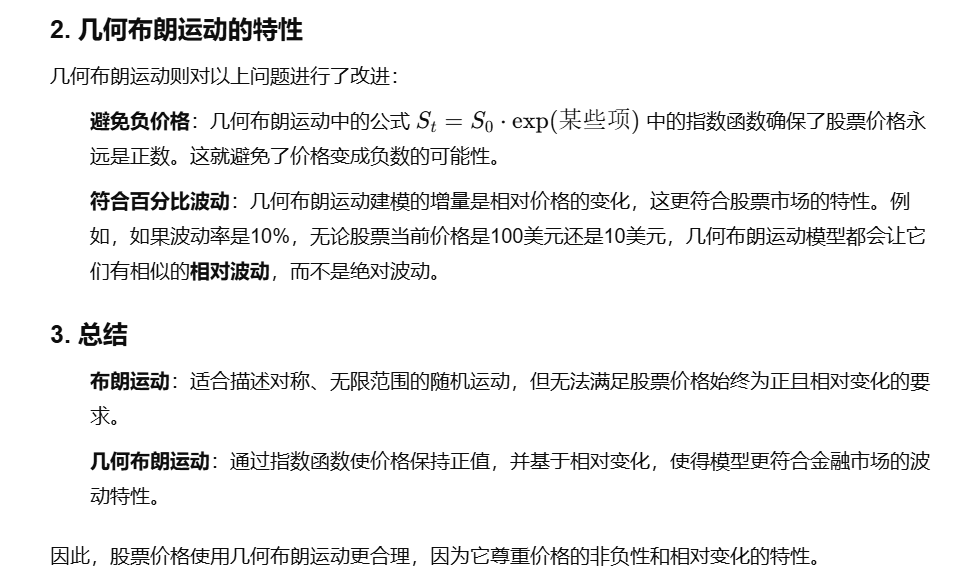 2. 几何布朗运动的特性
几何布朗运动则对以上问题进行了改进：
避免负价格：几何布朗运动中的公式 Sₜ = S₀ · exp(某些项) 中的指数函数确保了股票价格永
远是正数。这就避免了价格变成负数的可能性。
符合百分比波动：几何布朗运动建模的增量是相对价格的变化，这更符合股票市场的特性。例
如，如果波动率是10%，无论股票当前价格是100美元还是10美元，几何布朗运动模型都会让它
们有相似的相对波动，而不是绝对波动。
3. 总结
布朗运动：适合描述对称、无限范围的随机运动，但无法满足股票价格始终为正且相对变化的要
求。
几何布朗运动：通过指数函数使价格保持正值，并基于相对变化，使得模型更符合金融市场的波
动特性。
因此，股票价格使用几何布朗运动更合理，因为它尊重价格的非负性和相对变化的特性。